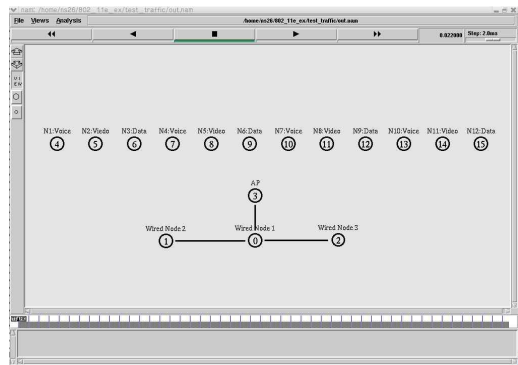 nam: /home/ns26/802_11e_ex/test_traffic/out.nam
File Views Analysis /home/ns26/802_11e_ex/test_traffic/out.nam
0.022000 Step: 2.0ms
N1:Voice N2:Viedo N3:Data N4:Voice N5:Video N6:Data N7:Voice N8:Video N9:Data N10:Voice N11:Video N12:Data
4 5 6 7 8 9 10 11 12 13 14 15
AP
3
Wired Node 2 Wired Node 1 Wired Node 3
1 0 2